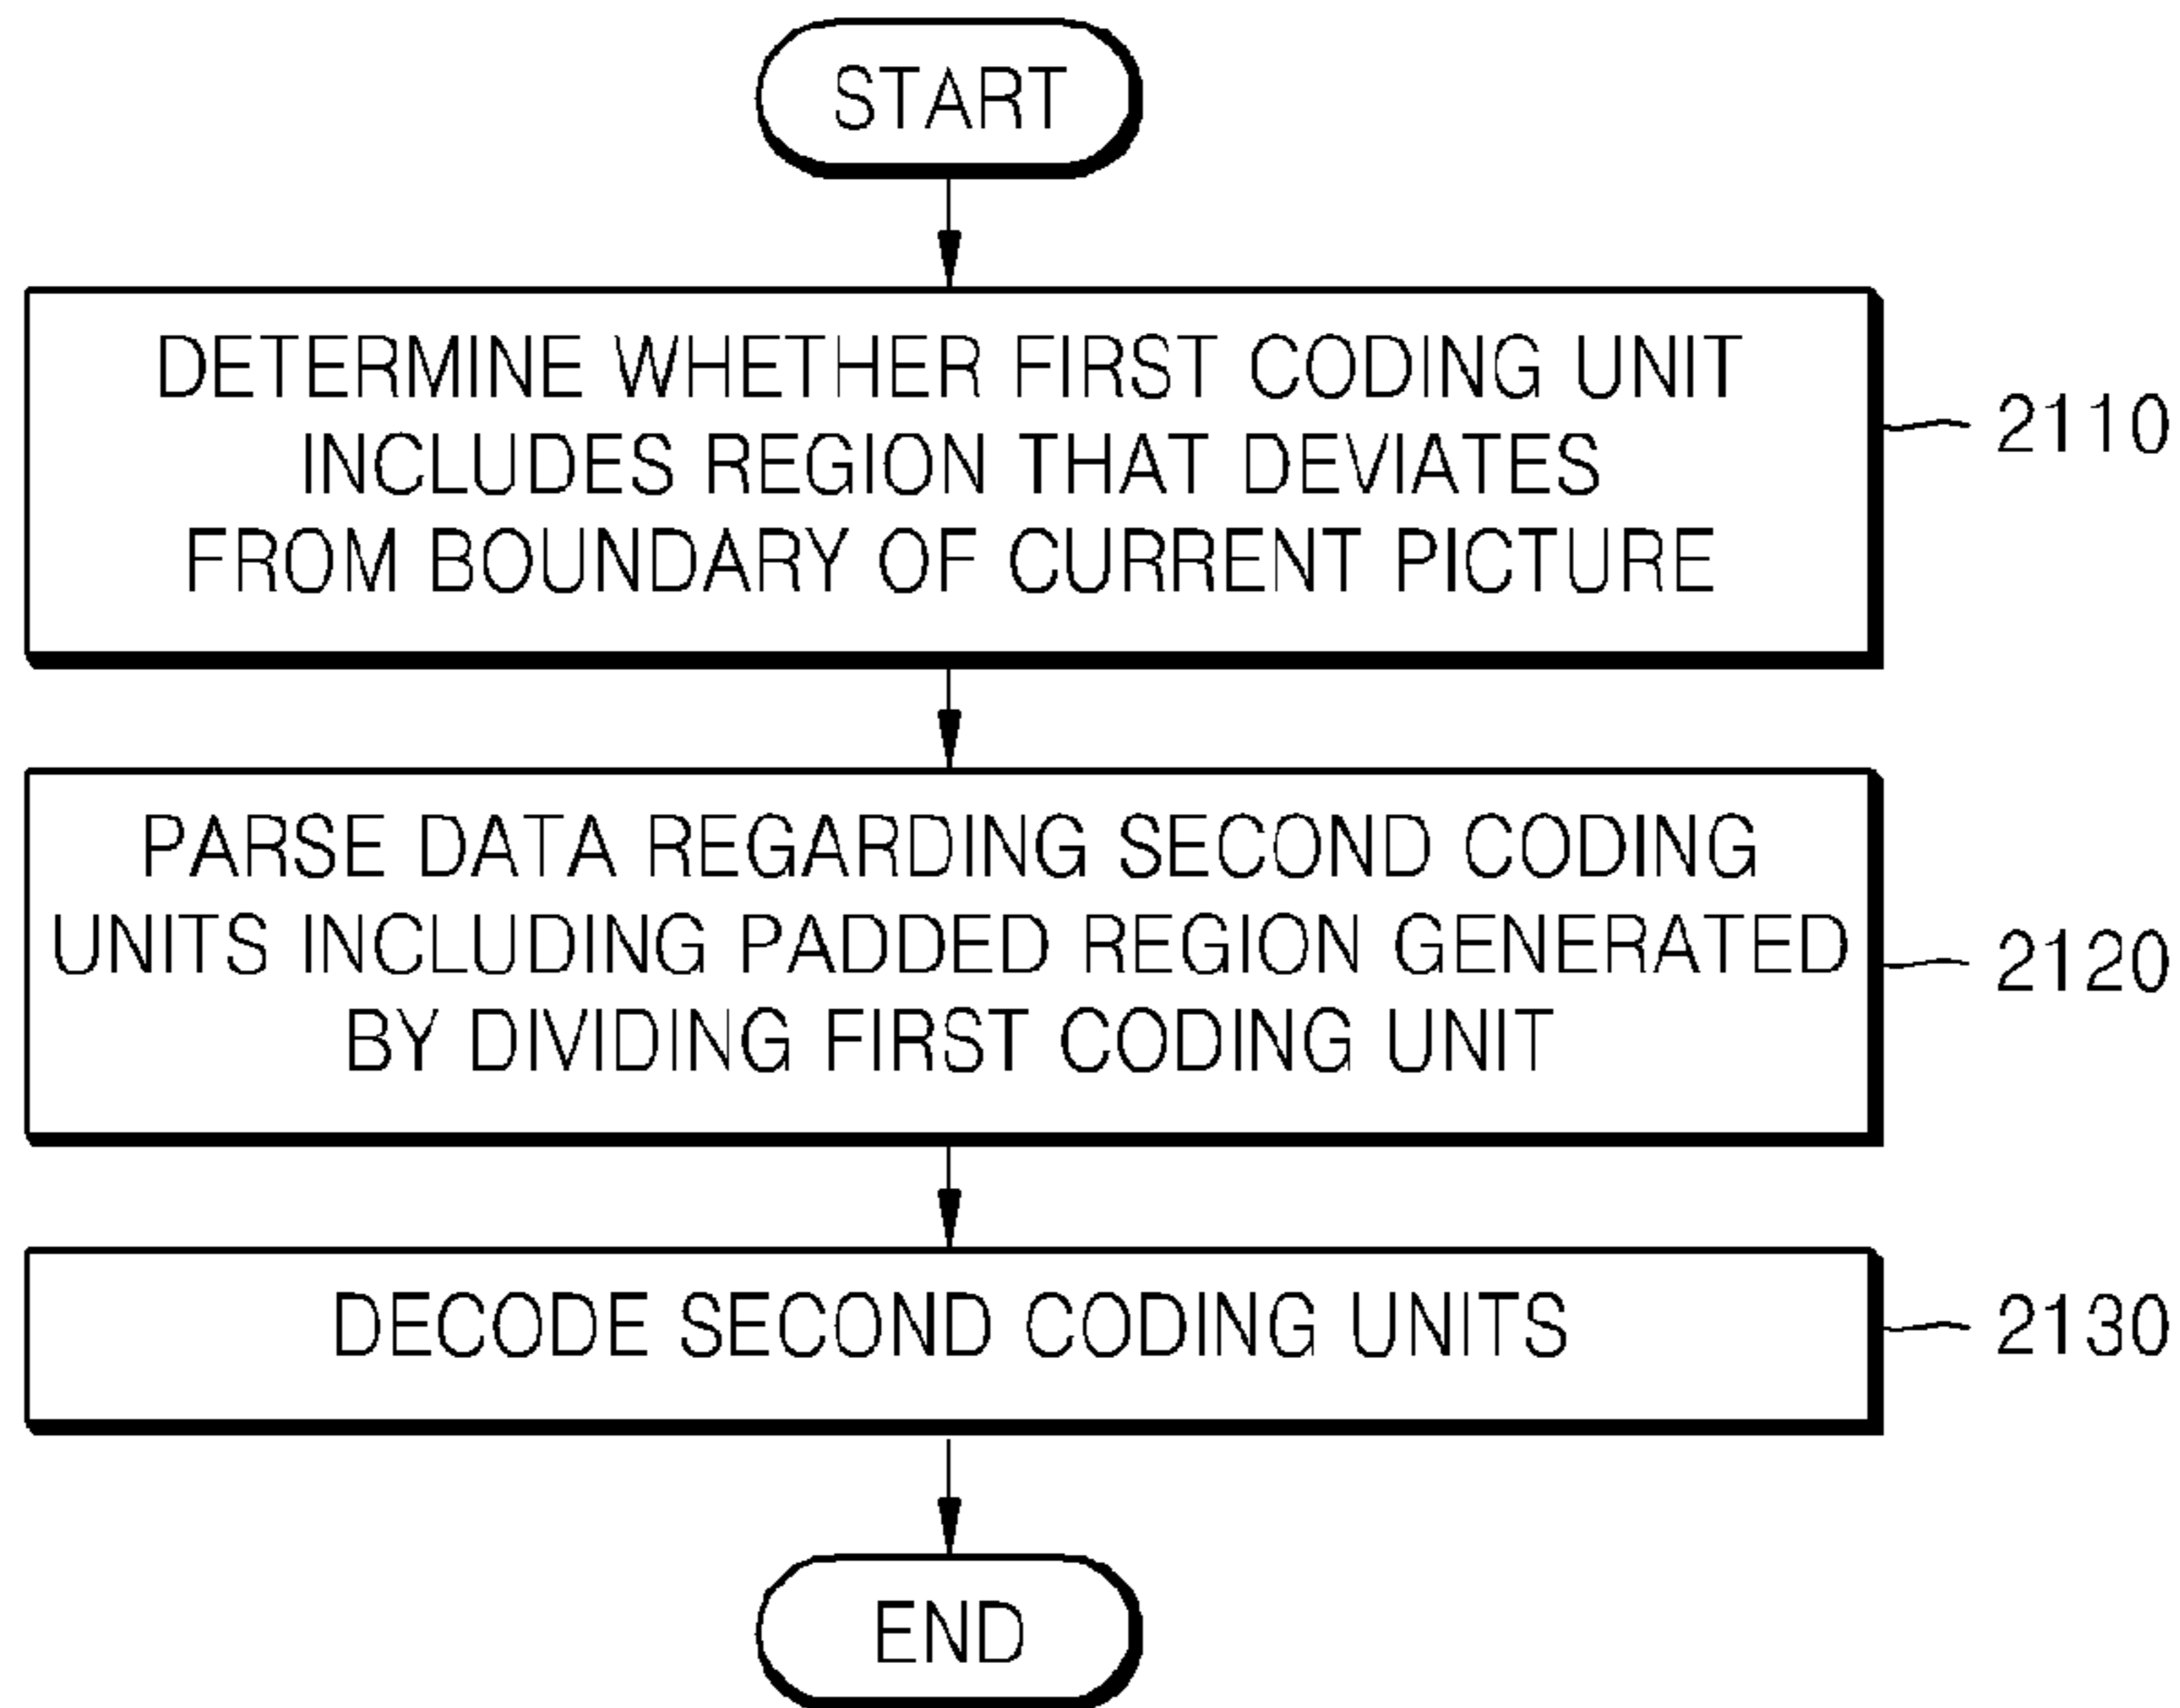 START
DETERMINE WHETHER FIRST CODING UNIT
INCLUDES REGION THAT DEVIATES
FROM BOUNDARY OF CURRENT PICTURE
2110
PARSE DATA REGARDING SECOND CODING
UNITS INCLUDING PADDED REGION GENERATED
BY DIVIDING FIRST CODING UNIT
2120
DECODE SECOND CODING UNITS
2130
END